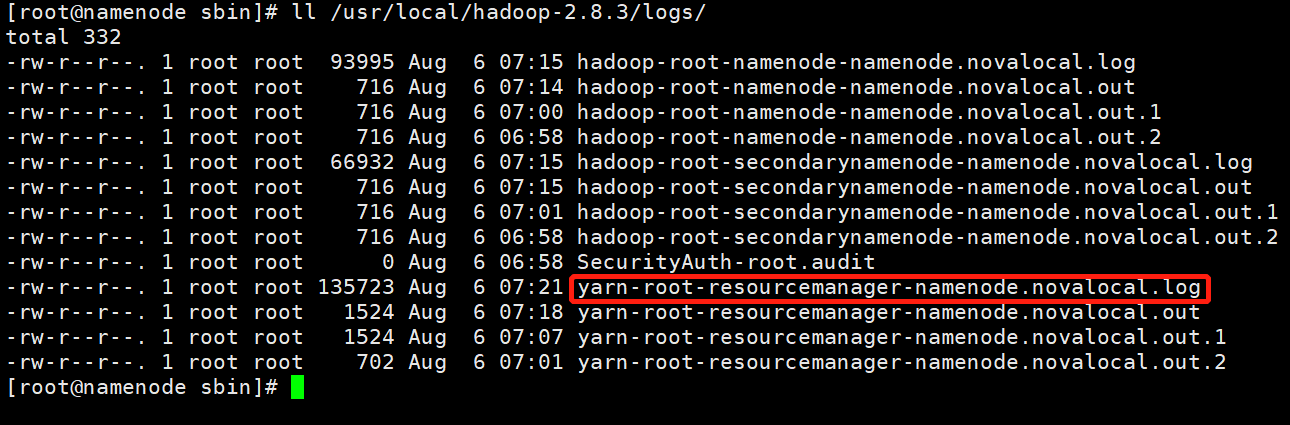 [root@namenode sbin]# ll /usr/local/hadoop-2.8.3/logs/
total 332
-rw-r--r--. 1 root root  93995 Aug  6 07:15 hadoop-root-namenode-namenode.novalocal.log
-rw-r--r--. 1 root root    716 Aug  6 07:14 hadoop-root-namenode-namenode.novalocal.out
-rw-r--r--. 1 root root    716 Aug  6 07:00 hadoop-root-namenode-namenode.novalocal.out.1
-rw-r--r--. 1 root root    716 Aug  6 06:58 hadoop-root-namenode-namenode.novalocal.out.2
-rw-r--r--. 1 root root  66932 Aug  6 07:15 hadoop-root-secondarynamenode-namenode.novalocal.log
-rw-r--r--. 1 root root    716 Aug  6 07:15 hadoop-root-secondarynamenode-namenode.novalocal.out
-rw-r--r--. 1 root root    716 Aug  6 07:01 hadoop-root-secondarynamenode-namenode.novalocal.out.1
-rw-r--r--. 1 root root    716 Aug  6 06:58 hadoop-root-secondarynamenode-namenode.novalocal.out.2
-rw-r--r--. 1 root root      0 Aug  6 06:58 SecurityAuth-root.audit
-rw-r--r--. 1 root root 135723 Aug  6 07:21 yarn-root-resourcemanager-namenode.novalocal.log
-rw-r--r--. 1 root root   1524 Aug  6 07:18 yarn-root-resourcemanager-namenode.novalocal.out
-rw-r--r--. 1 root root   1524 Aug  6 07:07 yarn-root-resourcemanager-namenode.novalocal.out.1
-rw-r--r--. 1 root root    702 Aug  6 07:01 yarn-root-resourcemanager-namenode.novalocal.out.2
[root@namenode sbin]#